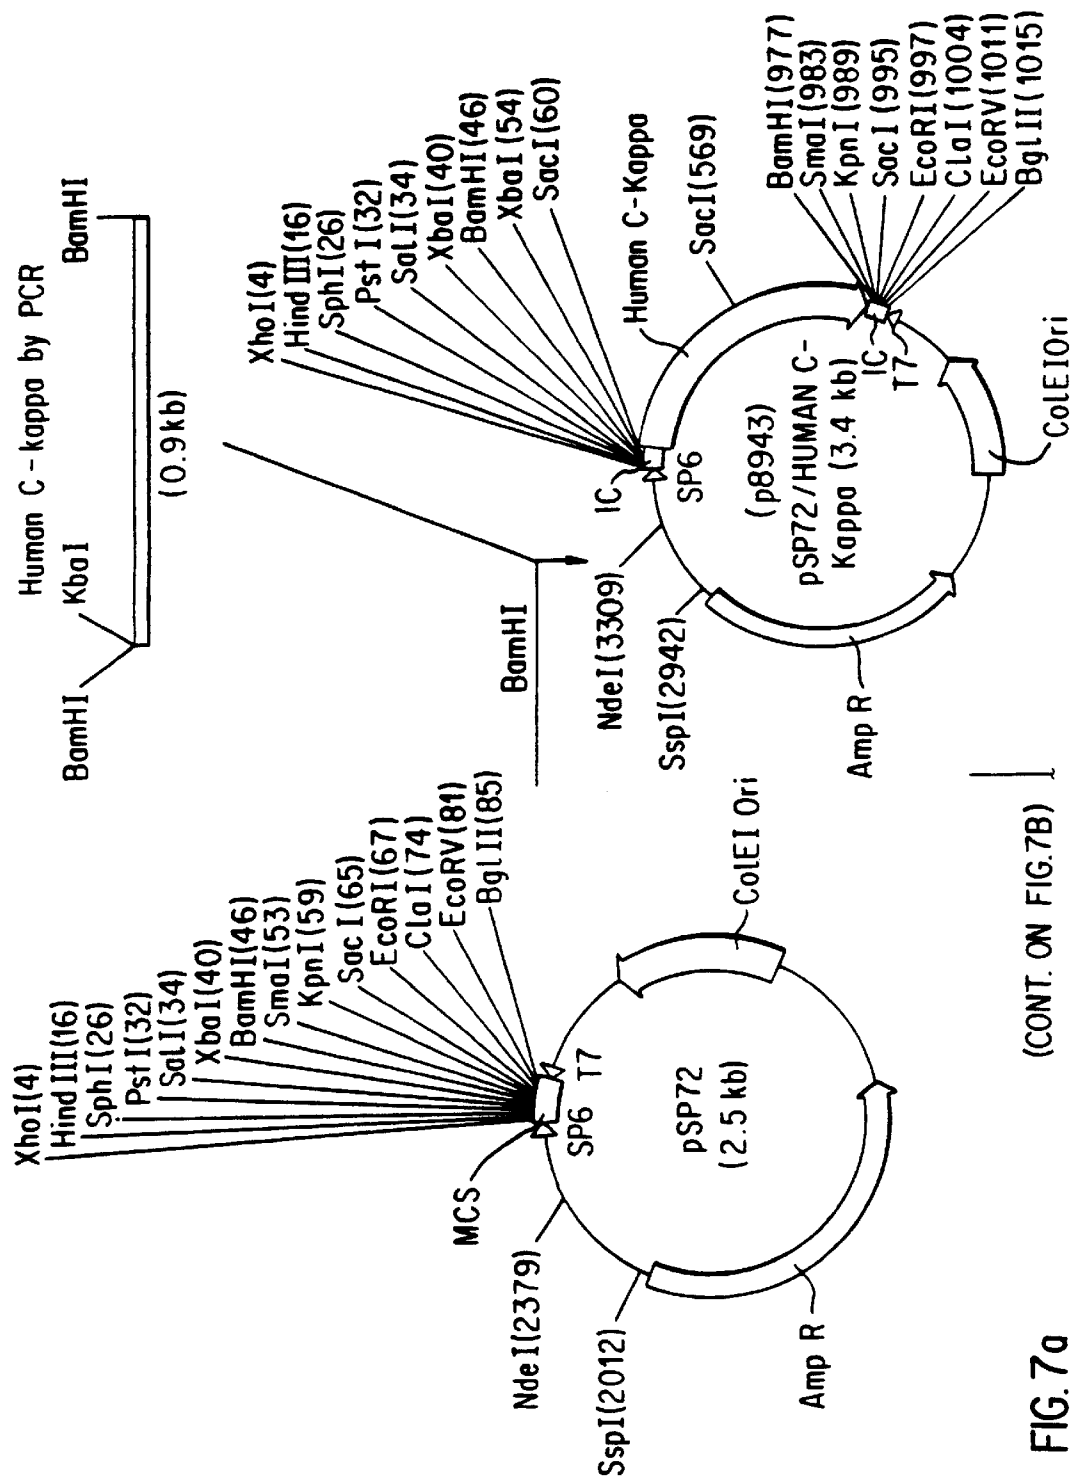 Human C-kappa by PCR
BamHI
KbaI
BamHI
(0.9kb)
XhoI(4)
HindIII(16)
SphI(26)
PstI(32)
SalI(34)
XbaI(40)
BamHI(46)
SmaI(53)
KpnI(59)
SacI(65)
EcoRI(67)
ClaI(74)
EcoRV(81)
BglII(85)
MCS
SP6
T7
NdeI(2379)
SspI(2012)
pSP72
(2.5 kb)
Amp R
ColEI Ori
BamHI
XhoI(4)
HindIII(16)
SphI(26)
PstI(32)
SalI(34)
XbaI(40)
BamHI(46)
XbaI(54)
SacI(60)
Human C-Kappa
SacI(569)
IC
SP6
NdeI(3309)
SspI(2942)
(p8943)
pSP72/HUMAN C-
Kappa (3.4 kb)
IC
T7
BamHI(977)
SmaI(983)
KpnI(989)
SacI(995)
EcoRI(997)
ClaI(1004)
EcoRV(1011)
BglII(1015)
Amp R
ColEIOri
(CONT. ON FIG.7B)
FIG. 7a